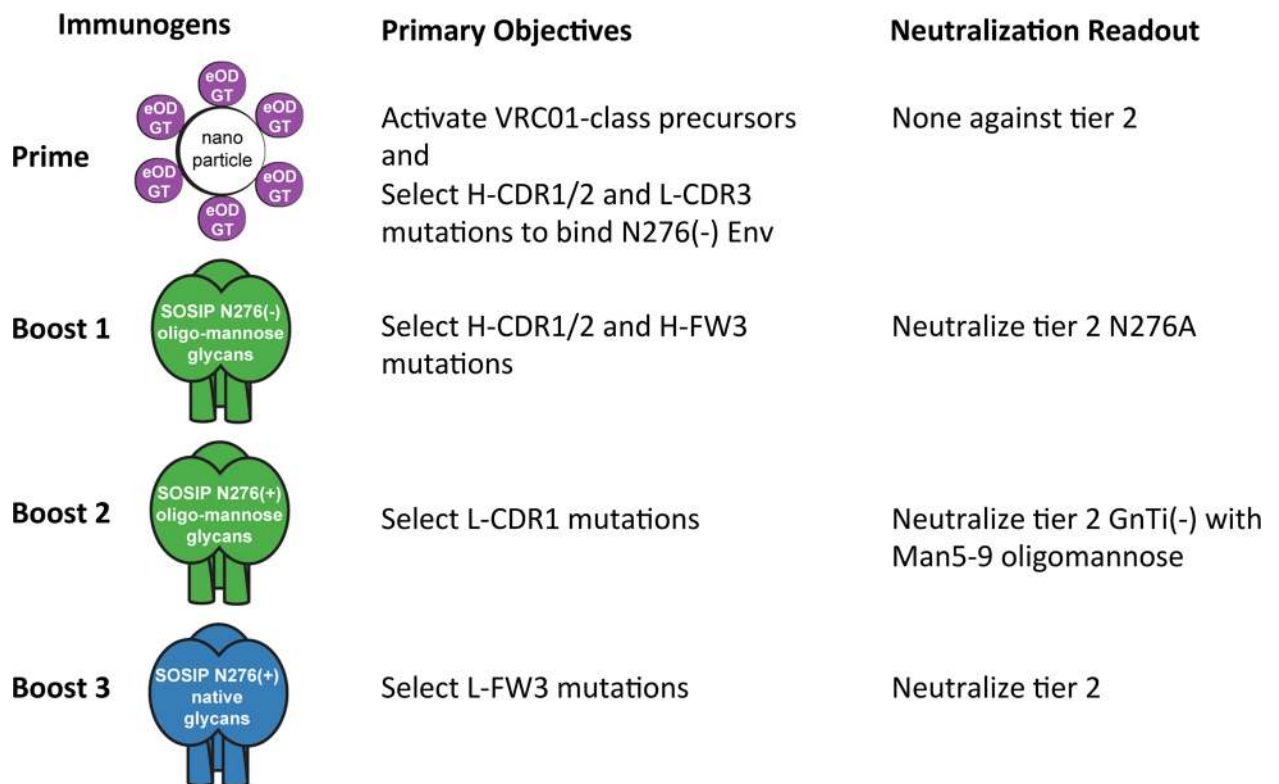 Immunogens
Primary Objectives
Neutralization Readout
Prime
eOD
GT
eOD
GT
eOD
GT
eOD
GT
eOD
GT
eOD
GT
nano
particle
Activate VRC01-class precursors
and
Select H-CDR1/2 and L-CDR3
mutations to bind N276(-) Env
None against tier 2
Boost 1
SOSIP N276(-)
oligo-mannose
glycans
Select H-CDR1/2 and H-FW3
mutations
Neutralize tier 2 N276A
Boost 2
SOSIP N276(+)
oligo-mannose
glycans
Select L-CDR1 mutations
Neutralize tier 2 GnTi(-) with
Man5-9 oligomannose
Boost 3
SOSIP N276(+)
native
glycans
Select L-FW3 mutations
Neutralize tier 2